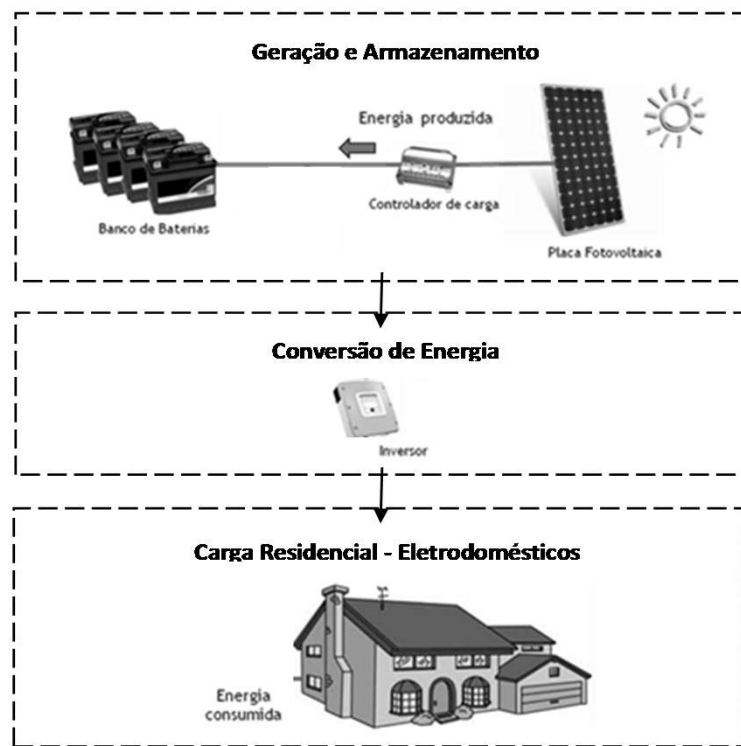 Geração e Armazenamento
Energia produzida
Controlador de carga
Banco de Baterias
Placa Fotovoltaica
Conversão de Energia
Inversor
Carga Residencial - Eletrodomésticos
Energia
consumida